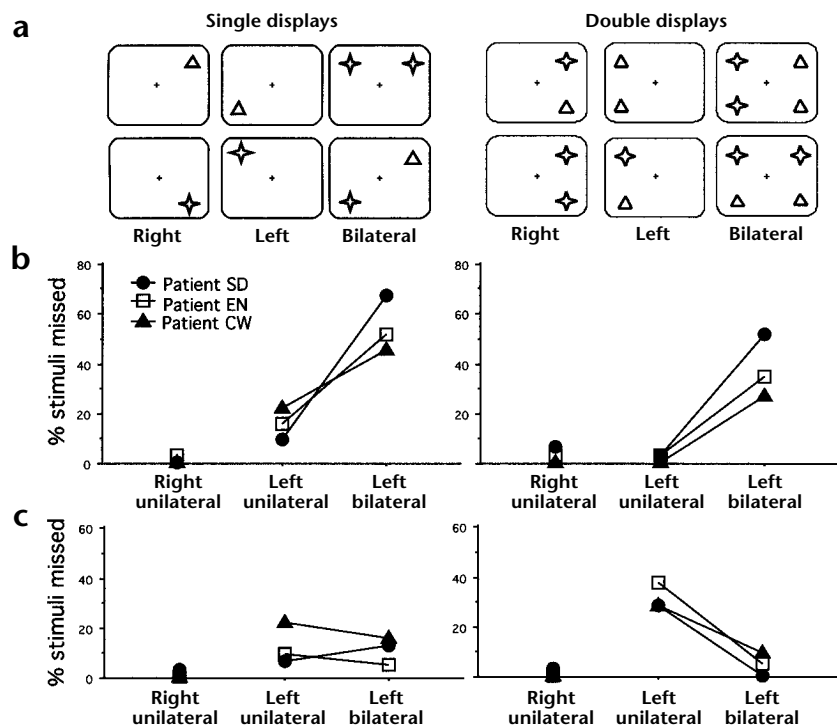 a
Single displays
Double displays
Right Left Bilateral
Right Left Bilateral
b
% stimuli missed
80
60
40
20
0
Patient SD
Patient EN
Patient CW
Right unilateral
Left unilateral
Left bilateral
80
60
40
20
0
Right unilateral
Left unilateral
Left bilateral
c
% stimuli missed
60
40
20
0
Right unilateral
Left unilateral
Left bilateral
60
40
20
Right unilateral
Left unilateral
Left bilateral